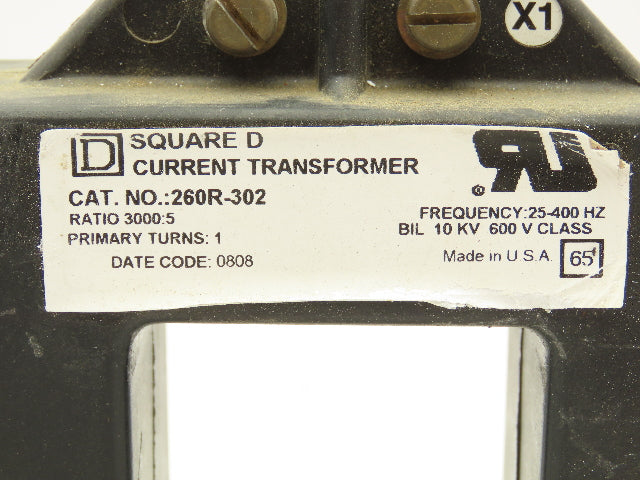 X1
D SQUARE D
CURRENT TRANSFORMER
CAT. NO.:260R-302
RATIO 3000:5
PRIMARY TURNS: 1
DATE CODE: 0808
RU
®
FREQUENCY:25-400 HZ
BIL 10 KV 600 V CLASS
Made in U.S.A. 65